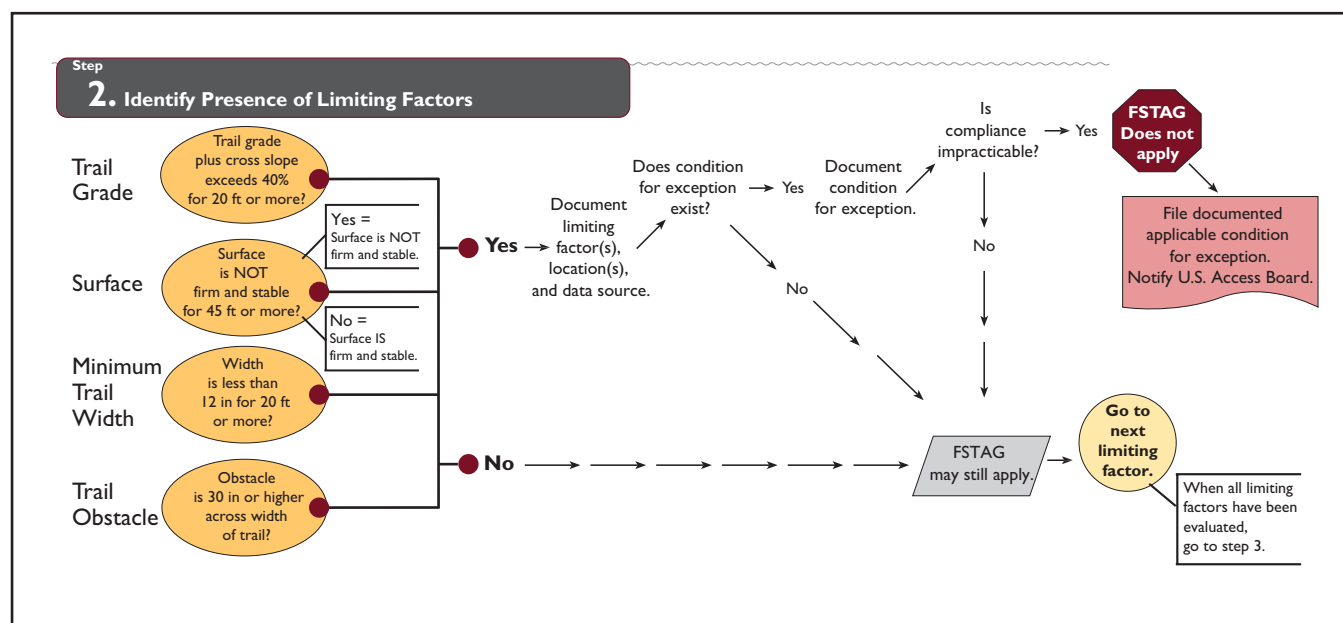 Step
2. Identify Presence of Limiting Factors
Trail
Grade
Trail grade
plus cross slope
exceeds 40%
for 20 ft or more?
Yes =
Surface is NOT
firm and stable.
Surface
Surface
is NOT
firm and stable
for 45 ft or more?
No =
Surface IS
firm and stable.
Minimum
Trail
Width
Width
is less than
12 in for 20 ft
or more?
Trail
Obstacle
Obstacle
is 30 in or higher
across width
of trail?
Yes
Document
limiting
factor(s),
location(s),
and data source.
Does condition
for exception
exist?
Yes
No
Document
condition
for exception.
Is
compliance
impracticable?
Yes
No
FSTAG
Does not
apply
File documented
applicable condition
for exception.
Notify U.S. Access Board.
No
FSTAG
may still apply.
Go to
next
limiting
factor.
When all limiting
factors have been
evaluated,
go to step 3.